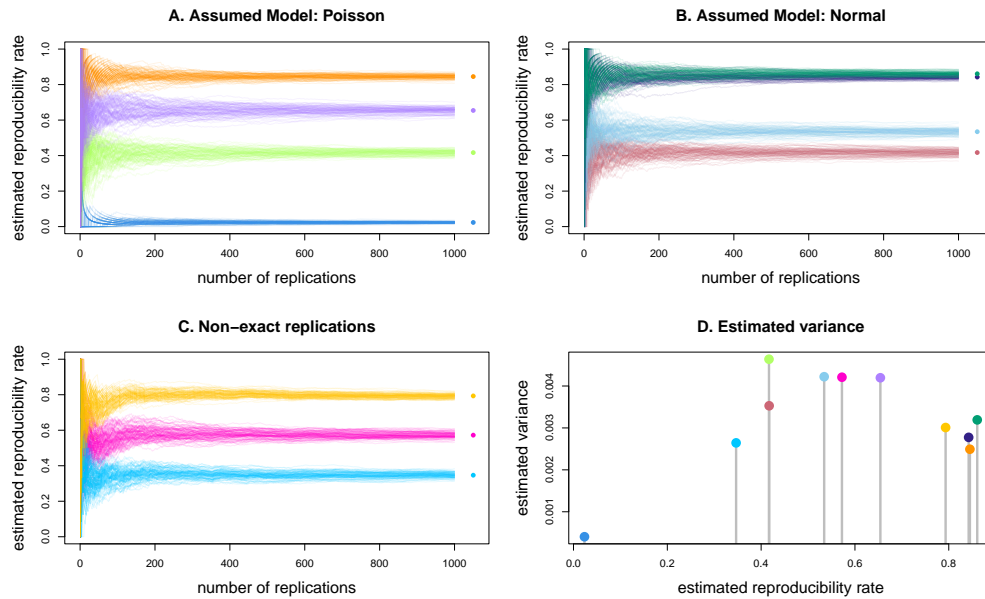 A. Assumed Model: Poisson
estimated reproducibility rate
1.0
0.8
0.6
0.4
0.2
0.0
0 200 400 600 800 1000
number of replications
B. Assumed Model: Normal
estimated reproducibility rate
1.0
0.8
0.6
0.4
0.2
0.0
0 200 400 600 800 1000
number of replications
C. Non−exact replications
estimated reproducibility rate
1.0
0.8
0.6
0.4
0.2
0.0
0 200 400 600 800 1000
number of replications
D. Estimated variance
estimated variance
0.004
0.003
0.002
0.001
0.0 0.2 0.4 0.6 0.8
estimated reproducibility rate